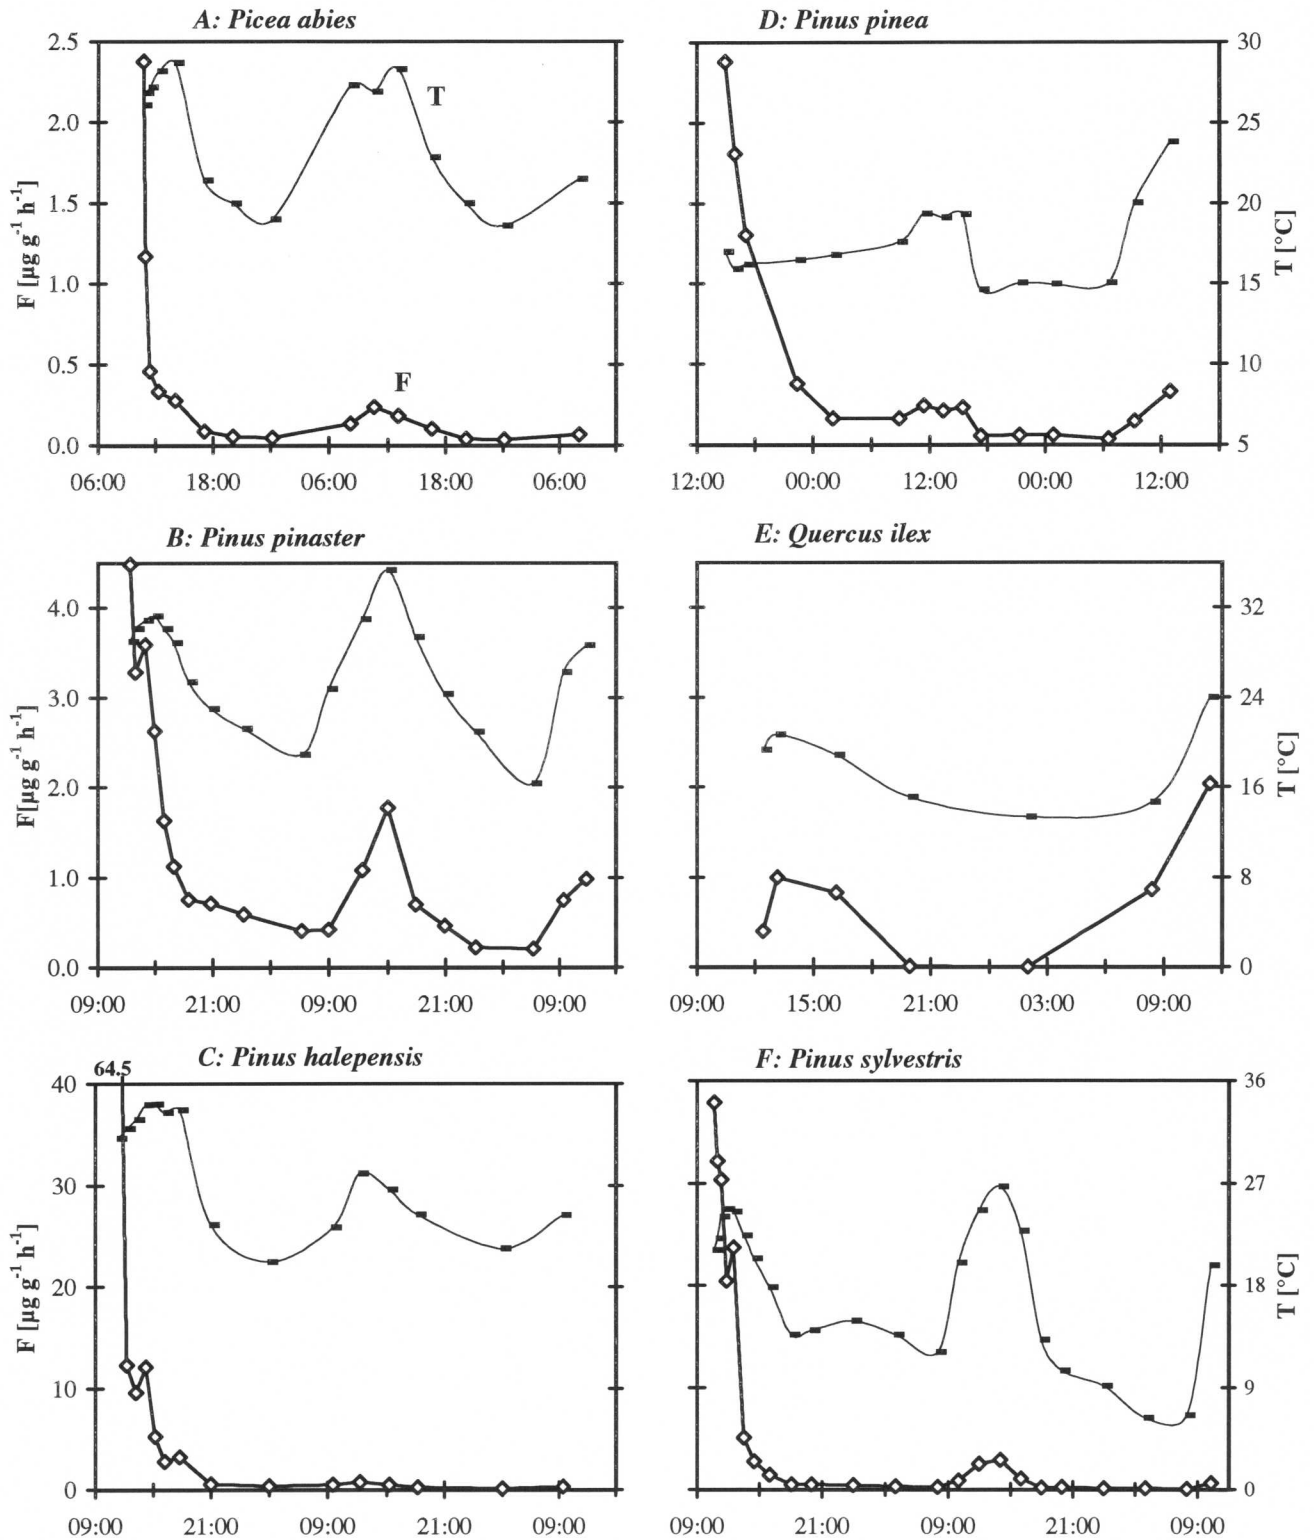 A: Picea abies
2.5
2.0
1.5
1.0
0.5
0.0
F [µg g-1 h-1]
T
F
06:00 18:00 06:00 18:00 06:00
D: Pinus pinea
30
25
20
15
10
5
T [°C]
12:00 00:00 12:00 00:00 12:00
B: Pinus pinaster
4.0
3.0
2.0
1.0
0.0
F[µg g-1 h-1]
09:00 21:00 09:00 21:00 09:00
E: Quercus ilex
32
24
16
8
0
T [°C]
09:00 15:00 21:00 03:00 09:00
C: Pinus halepensis
64.5
40
30
20
10
0
F [µg g-1 h-1]
09:00 21:00 09:00 21:00 09:00
F: Pinus sylvestris
36
27
18
9
0
T [°C]
09:00 21:00 09:00 21:00 09:00